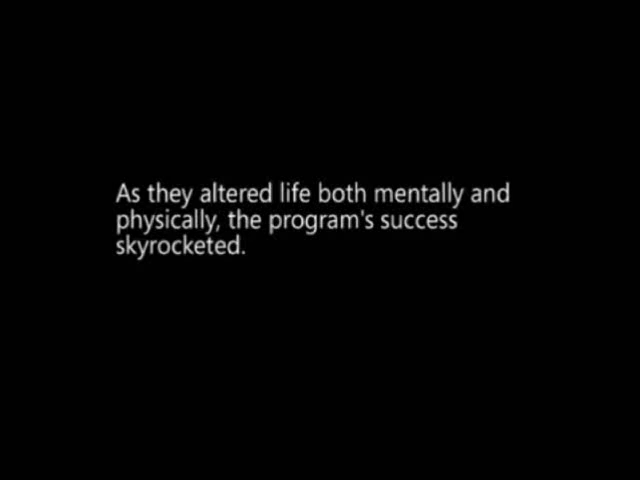 As they altered life both mentally and
physically, the program's success
skyrocketed.